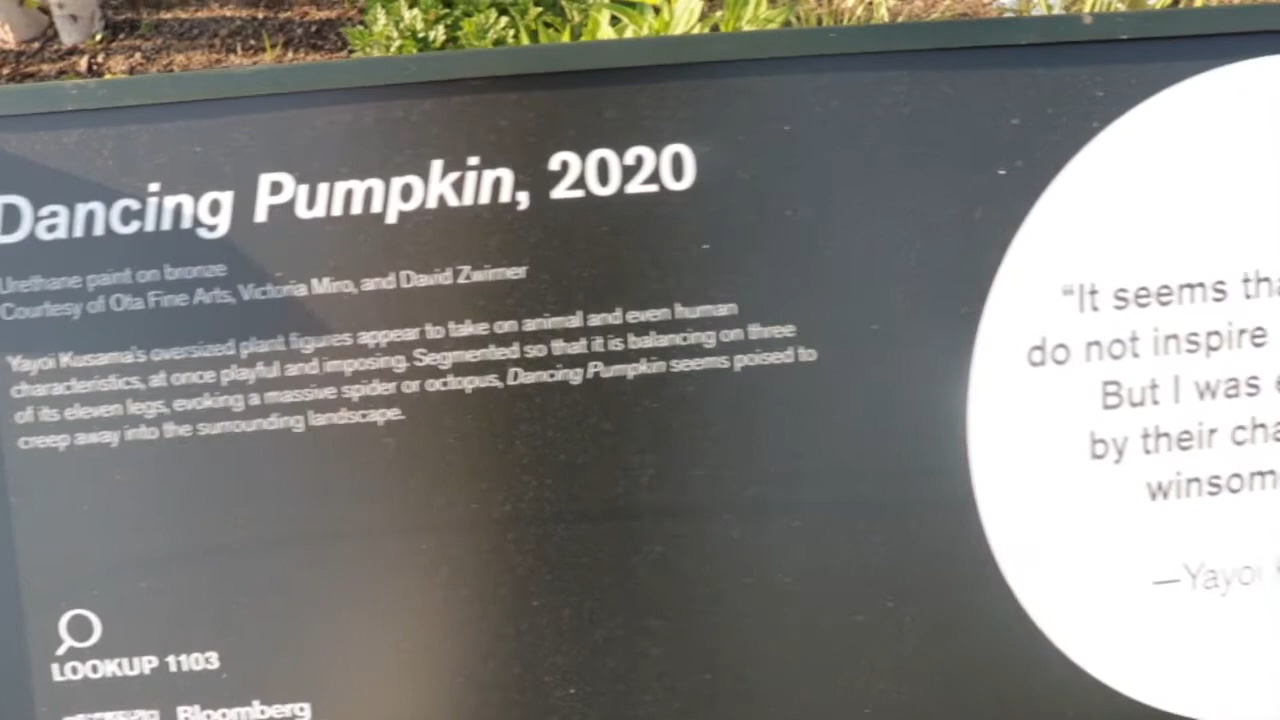 Dancing Pumpkin, 2020
Urethane paint on bronze
Courtesy of Ota Fine Arts, Victoria Miro, and David Zwirner
Yayoi Kusama's oversized plant figures appear to take on animal and even human
characteristics, at once playful and imposing. Segmented so that it is balancing on three
of its eleven legs, evoking a massive spider or octopus, Dancing Pumpkin seems poised to
creep away into the surrounding landscape.
LOOKUP 1103
Bloomberg
"It seems tha
do not inspire
But I was e
by their cha
winsom
—Yayoi